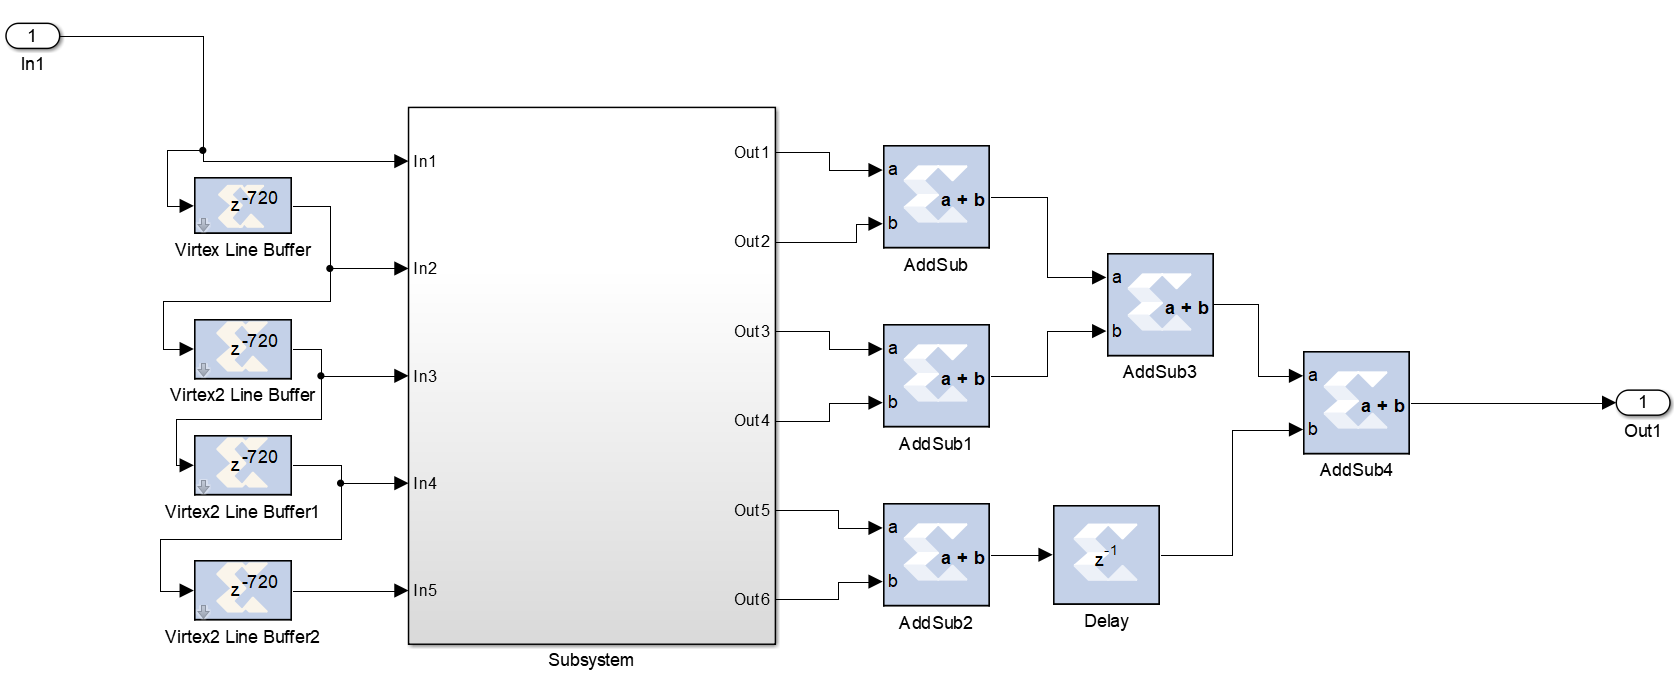 1
In1
In1
z-720
Virtex Line Buffer
In2
z-720
Virtex2 Line Buffer
In3
z-720
Virtex2 Line Buffer1
In4
z-720
Virtex2 Line Buffer2
In5
Out1
Out2
Out3
Out4
Out5
Out6
Subsystem
a
b
a + b
AddSub
a
b
a + b
AddSub1
a
b
a + b
AddSub2
z-1
Delay
a
b
a + b
AddSub3
a
b
a + b
AddSub4
1
Out1